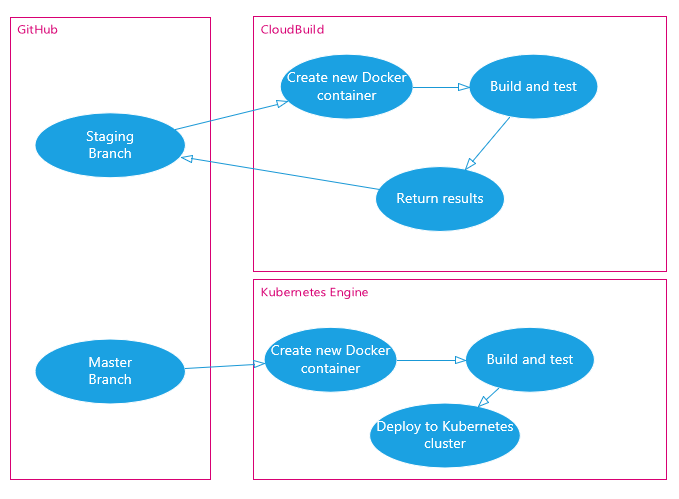 GitHub
Staging
Branch
Master
Branch
CloudBuild
Create new Docker
container
Build and test
Return results
Kubernetes Engine
Create new Docker
container
Build and test
Deploy to Kubernetes
cluster